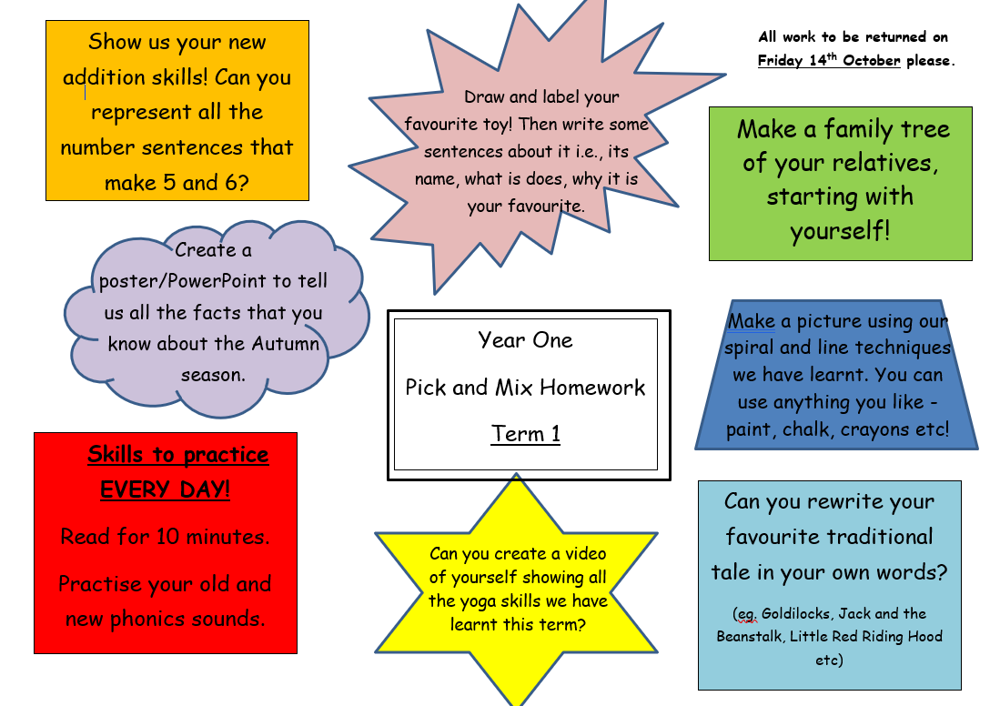 Show us your new
addition skills! Can you
represent all the
number sentences that
make 5 and 6?
Draw and label your
favourite toy! Then write some
sentences about it i.e., its
name, what is does, why it is
your favourite.
All work to be returned on
Friday 14th October please.
Make a family tree
of your relatives,
starting with
yourself!
Create a
poster/PowerPoint to tell
us all the facts that you
know about the Autumn
season.
Year One
Pick and Mix Homework
Term 1
Make a picture using our
spiral and line techniques
we have learnt. You can
use anything you like -
paint, chalk, crayons etc!
Skills to practice
EVERY DAY!
Read for 10 minutes.
Practise your old and
new phonics sounds.
Can you create a video
of yourself showing all
the yoga skills we have
learnt this term?
Can you rewrite your
favourite traditional
tale in your own words?
(eg. Goldilocks, Jack and the
Beanstalk, Little Red Riding Hood
etc)